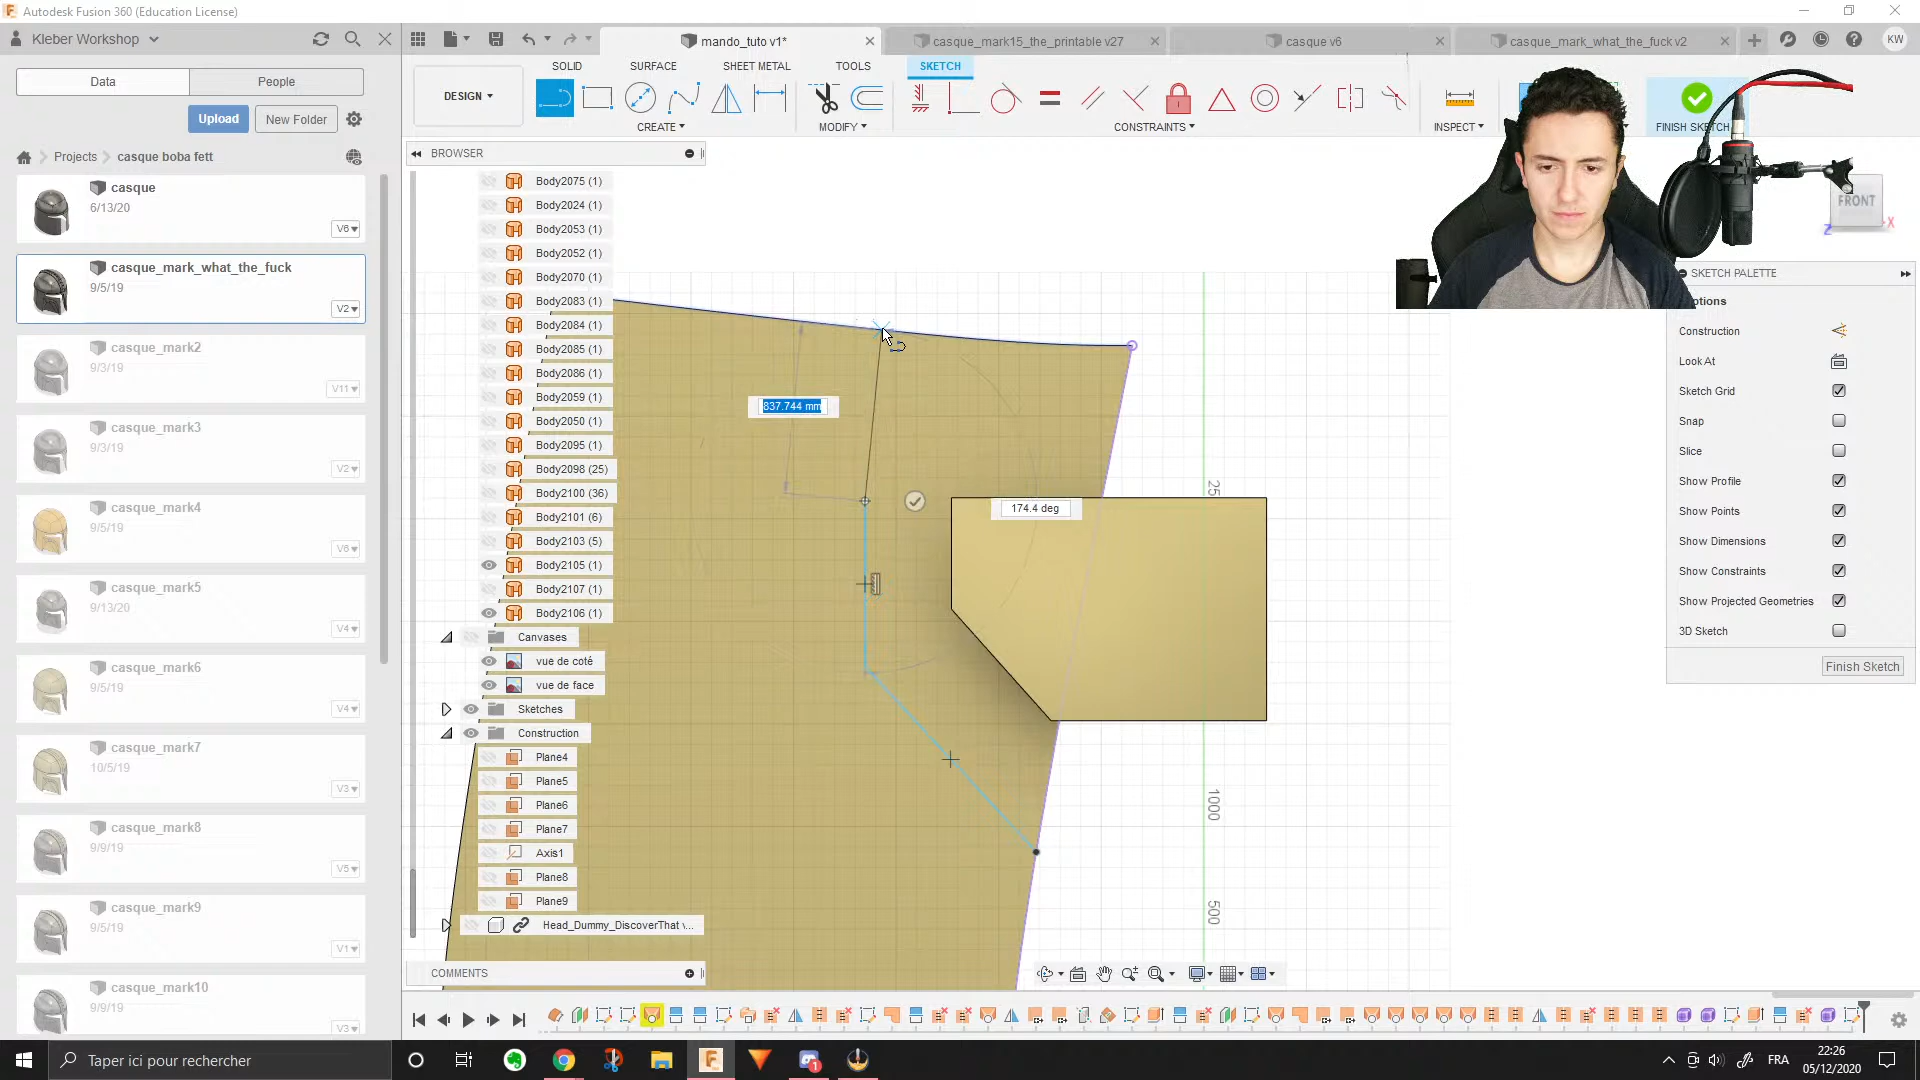 Autodesk Fusion 360 (Education License)
Kleber Workshop
mando_tuto v1*
casque_mark15_the_printable v27
casque v6
casque_mark_what_the_fuck v2
KW
Data
People
Upload
New Folder
Projects
casque boba fett
casque
6/13/20
V6
casque_mark_what_the_fuck
9/5/19
V2
casque_mark2
9/3/19
V11
casque_mark3
9/3/19
V2
casque_mark4
9/5/19
V6
casque_mark5
9/13/20
V4
casque_mark6
9/5/19
V4
casque_mark7
10/5/19
V3
casque_mark8
9/9/19
V5
casque_mark9
9/5/19
V1
casque_mark10
9/9/19
V3
SOLID
SURFACE
SHEET METAL
TOOLS
SKETCH
DESIGN
CREATE
MODIFY
CONSTRAINTS
INSPECT
FINISH SKETCH
BROWSER
Body2075 (1)
Body2024 (1)
Body2053 (1)
Body2052 (1)
Body2070 (1)
Body2083 (1)
Body2084 (1)
Body2085 (1)
Body2086 (1)
Body2059 (1)
Body2050 (1)
Body2095 (1)
Body2098 (25)
Body2100 (36)
Body2101 (6)
Body2103 (5)
Body2105 (1)
Body2107 (1)
Body2106 (1)
Canvases
vue de coté
vue de face
Sketches
Construction
Plane4
Plane5
Plane6
Plane7
Axis1
Plane8
Plane9
Head_Dummy_DiscoverThat v...
COMMENTS
837.744 mm
174.4 deg
25
1000
500
FRONT
X
Z
SKETCH PALETTE
ptions
Construction
Look At
Sketch Grid
Snap
Slice
Show Profile
Show Points
Show Dimensions
Show Constraints
Show Projected Geometries
3D Sketch
Finish Sketch
Taper ici pour rechercher
1
FRA
22:26
05/12/2020